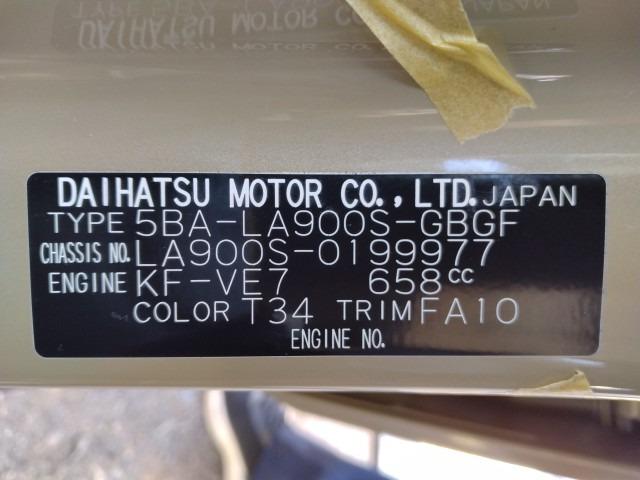 DAIHATSU MOTOR CO., LTD. JAPAN
TYPE 5BA-LA900S-GBGF
CHASSIS NO. LA900S-0199977
ENGINE KF-VE7 658cc
COLOR T34 TRIM FA10
ENGINE NO.